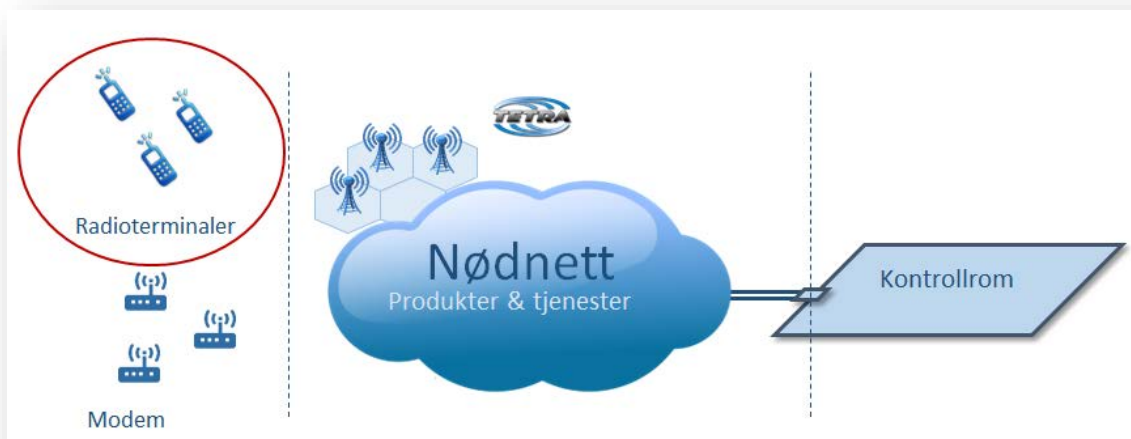 Radioterminaler
Modem
TETRA
Nødnett
Produkter & tjenester
Kontrollrom